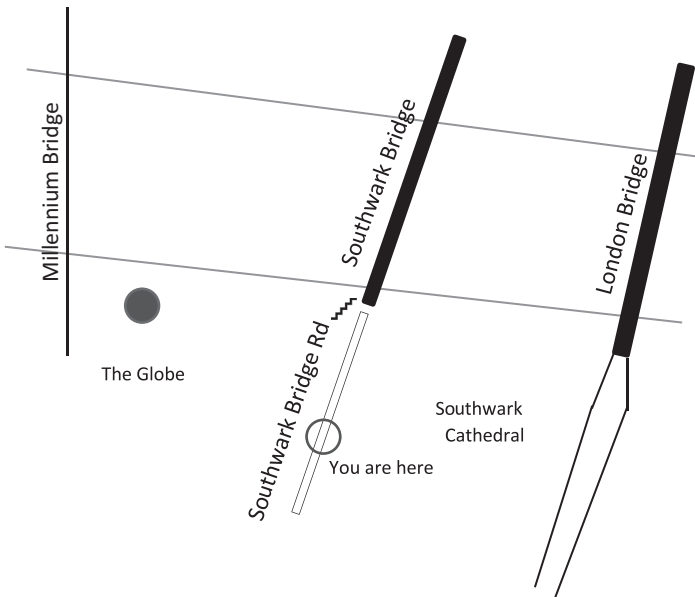 Millennium Bridge
Southwark Bridge
London Bridge
The Globe
Southwark Bridge Rd
Southwark
Cathedral
You are here